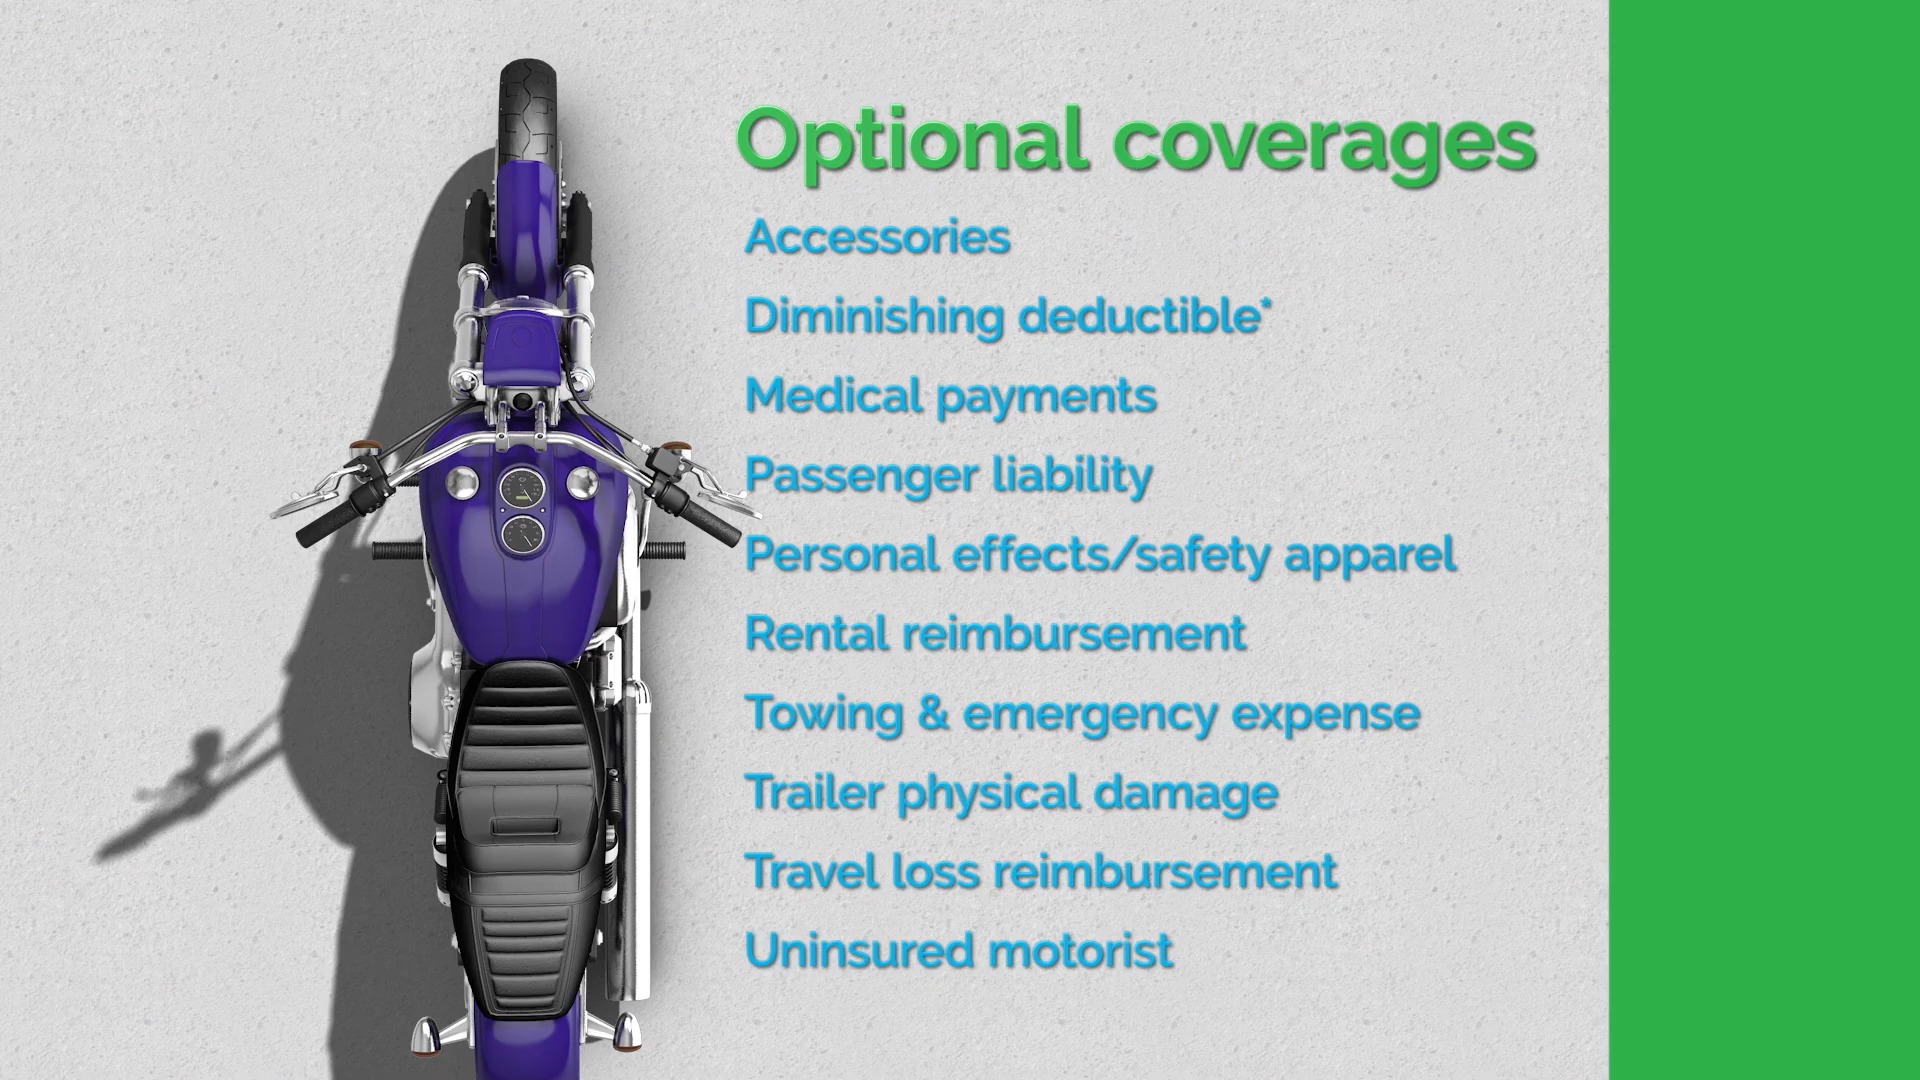 Optional coverages
Accessories
Diminishing deductible*
Medical payments
Passenger liability
Personal effects/safety apparel
Rental reimbursement
Towing & emergency expense
Trailer physical damage
Travel loss reimbursement
Uninsured motorist